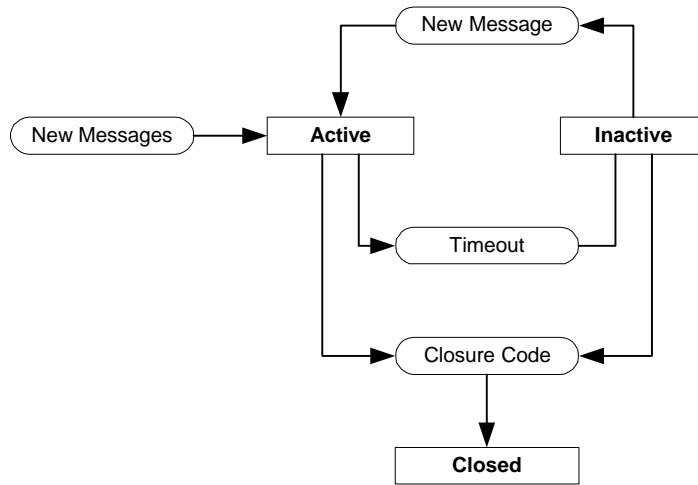 New Message
New Messages
Active
Inactive
Timeout
Closure Code
Closed